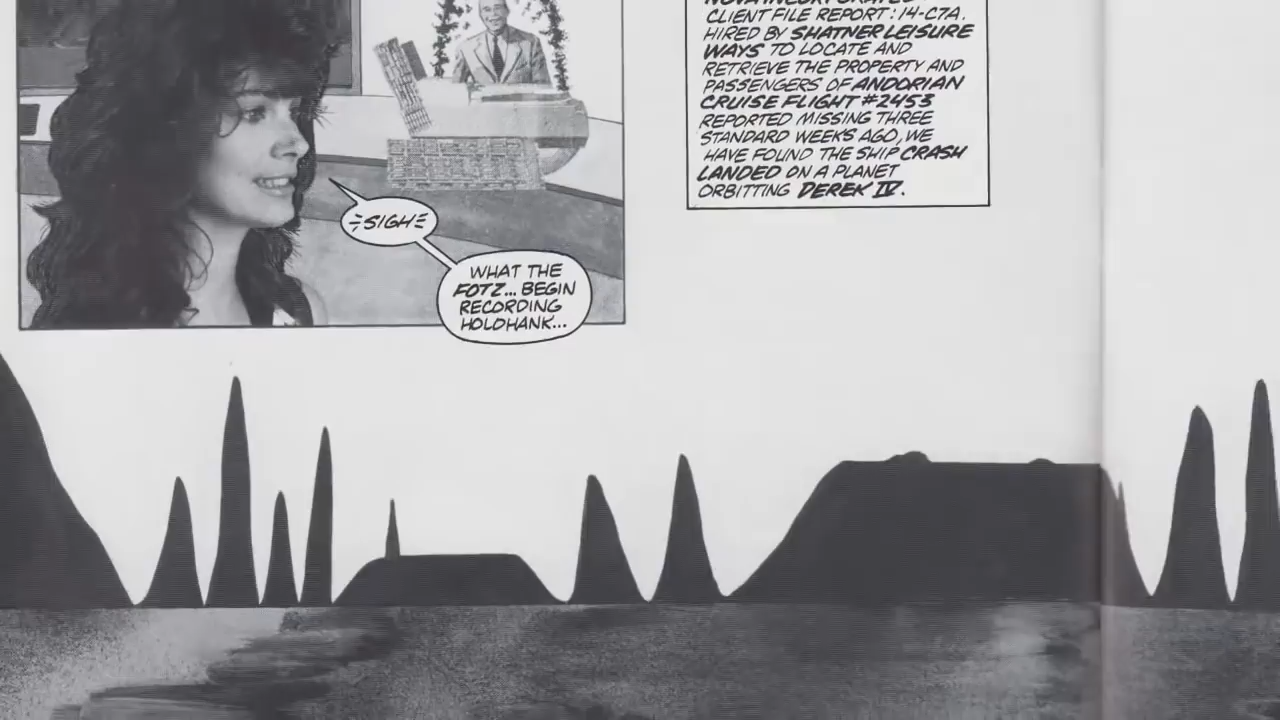 CLIENT FILE REPORT: 14-C7A.
HIRED BY SHATNER LEISURE
WAYS TO LOCATE AND
RETRIEVE THE PROPERTY AND
PASSENGERS OF ANDORIAN
CRUISE FLIGHT #2453
REPORTED MISSING THREE
STANDARD WEEKS AGO, WE
HAVE FOUND THE SHIP CRASH
LANDED ON A PLANET
ORBITTING DEREK IV.
SIGH
WHAT THE
FOTZ... BEGIN
RECORDING
HOLOHANK...